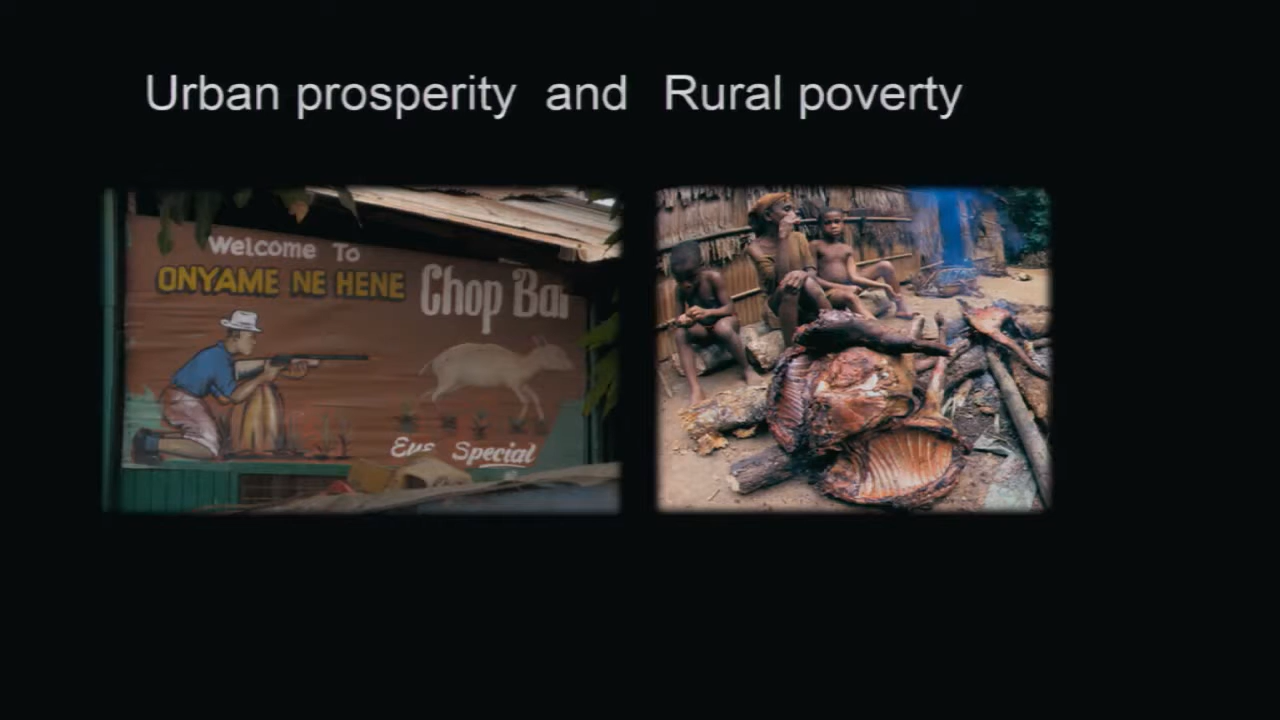 Urban prosperity and Rural poverty
Welcome To
ONYAME NE HENE
Chop Bar
Special